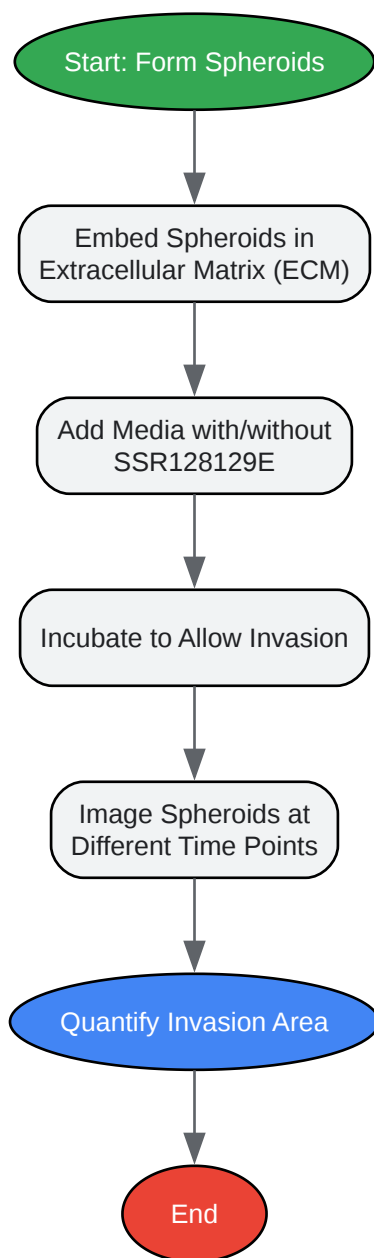 Start: Form Spheroids
Embed Spheroids in
Extracellular Matrix (ECM)
Add Media with/without
SSR128129E
Incubate to Allow Invasion
Image Spheroids at
Different Time Points
Quantify Invasion Area
End